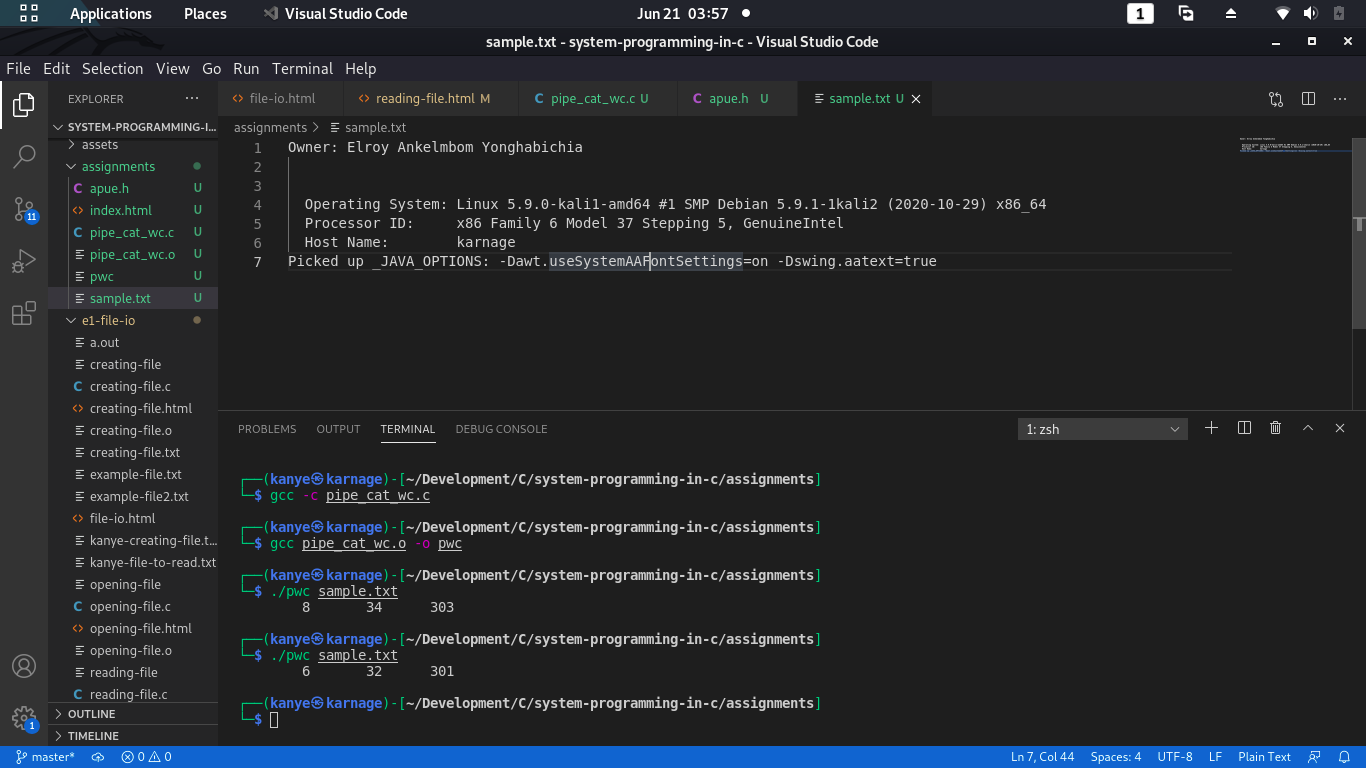 Applications Places Visual Studio Code Jun 21 03:57 1
sample.txt - system-programming-in-c - Visual Studio Code
File Edit Selection View Go Run Terminal Help
EXPLORER ...
file-io.html reading-file.html M pipe_cat_wc.c U apue.h U sample.txt U
SYSTEM-PROGRAMMING-I...
assets
assignments
apue.h U
index.html U
pipe_cat_wc.c U
pipe_cat_wc.o U
pwc U
sample.txt U
e1-file-io
a.out
creating-file
creating-file.c
creating-file.html
creating-file.o
creating-file.txt
example-file.txt
example-file2.txt
file-io.html
kanye-creating-file.t...
kanye-file-to-read.txt
opening-file
opening-file.c
opening-file.html
opening-file.o
reading-file
reading-file.c
OUTLINE
TIMELINE
11
1
assignments > sample.txt
1 Owner: Elroy Ankelmbom Yonghabichia
2
3
4 Operating System: Linux 5.9.0-kali1-amd64 #1 SMP Debian 5.9.1-1kali2 (2020-10-29) x86_64
5 Processor ID: x86 Family 6 Model 37 Stepping 5, GenuineIntel
6 Host Name: karnage
7 Picked up _JAVA_OPTIONS: -Dawt.useSystemAAFontSettings=on -Dswing.aatext=true
PROBLEMS OUTPUT TERMINAL DEBUG CONSOLE 1: zsh
┌──(kanye㉿karnage)-[~/Development/C/system-programming-in-c/assignments]
└─$ gcc -c pipe_cat_wc.c
┌──(kanye㉿karnage)-[~/Development/C/system-programming-in-c/assignments]
└─$ gcc pipe_cat_wc.o -o pwc
┌──(kanye㉿karnage)-[~/Development/C/system-programming-in-c/assignments]
└─$ ./pwc sample.txt
8 34 303
┌──(kanye㉿karnage)-[~/Development/C/system-programming-in-c/assignments]
└─$ ./pwc sample.txt
6 32 301
┌──(kanye㉿karnage)-[~/Development/C/system-programming-in-c/assignments]
└─$
master* 0 0 Ln 7, Col 44 Spaces: 4 UTF-8 LF Plain Text